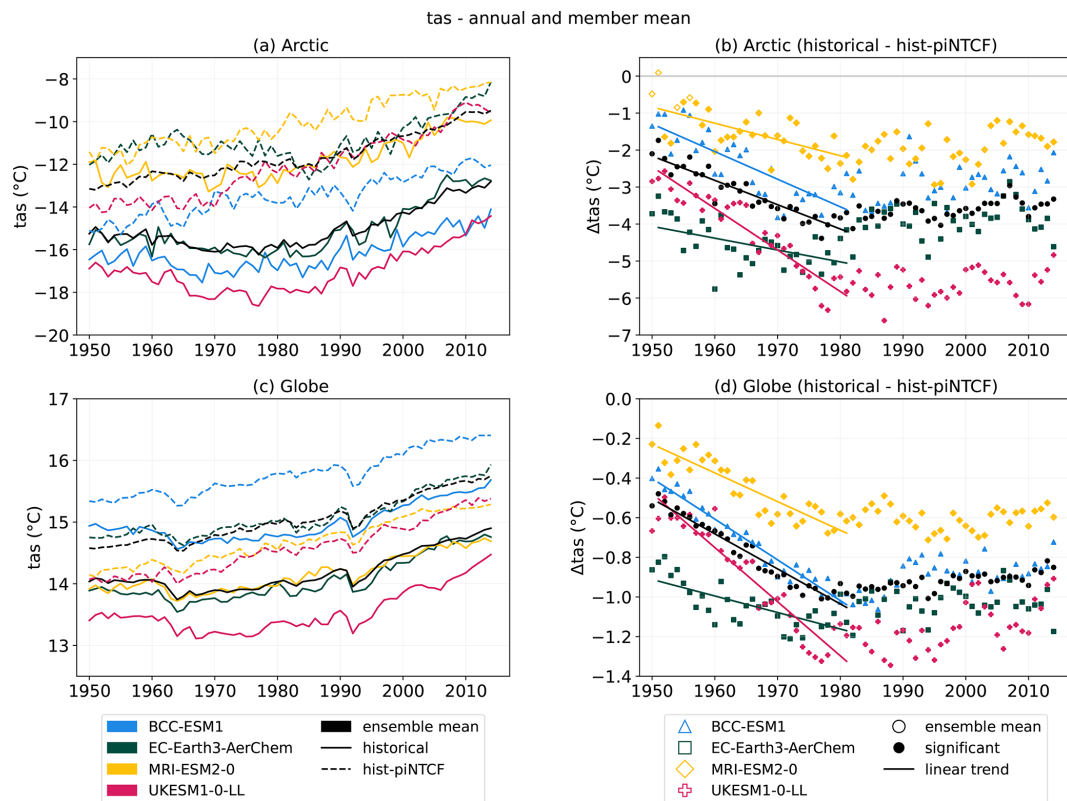 tas - annual and member mean
(a) Arctic
tas (°C)
−8
−10
−12
−14
−16
−18
−20
1950 1960 1970 1980 1990 2000 2010
(b) Arctic (historical - hist-piNTCF)
Δtas (°C)
0
−1
−2
−3
−4
−5
−6
−7
1950 1960 1970 1980 1990 2000 2010
(c) Globe
tas (°C)
17
16
15
14
13
1950 1960 1970 1980 1990 2000 2010
(d) Globe (historical - hist-piNTCF)
Δtas (°C)
0.0
−0.2
−0.4
−0.6
−0.8
−1.0
−1.2
−1.4
1950 1960 1970 1980 1990 2000 2010
BCC-ESM1
EC-Earth3-AerChem
MRI-ESM2-0
UKESM1-0-LL
ensemble mean
historical
hist-piNTCF
BCC-ESM1
EC-Earth3-AerChem
MRI-ESM2-0
UKESM1-0-LL
ensemble mean
significant
linear trend